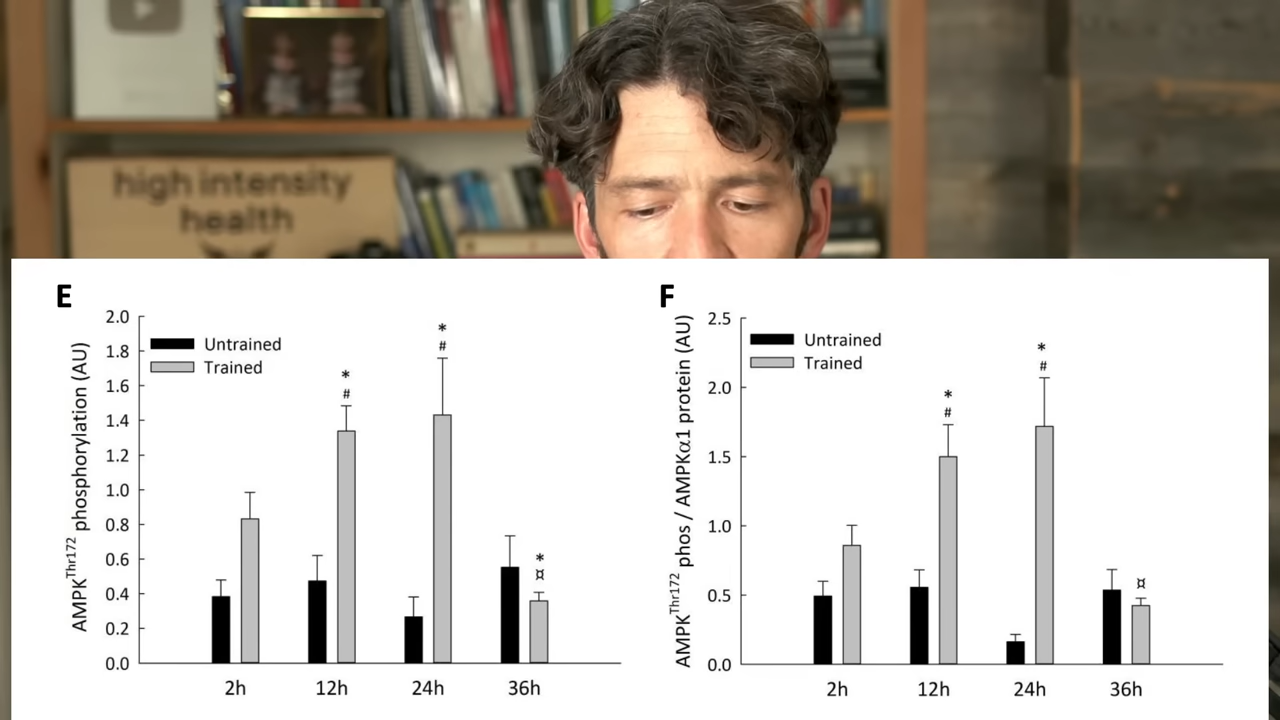 high intensity
health
E
2.0
1.8
1.6
1.4
1.2
1.0
0.8
0.6
0.4
0.2
0.0
AMPKThr172 phosphorylation (AU)
Untrained
Trained
*
#
*
#
*
¤
2h
12h
24h
36h
F
2.5
2.0
1.5
1.0
0.5
0.0
AMPKThr172 phos / AMPKα1 protein (AU)
Untrained
Trained
*
#
*
#
¤
2h
12h
24h
36h